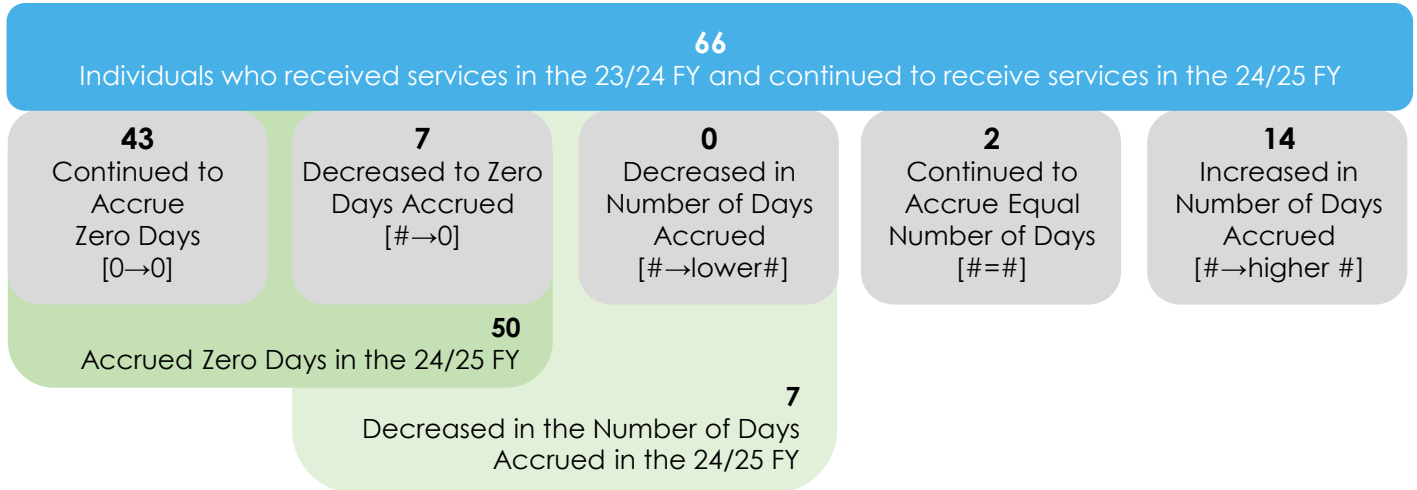 66
Individuals who received services in the 23/24 FY and continued to receive services in the 24/25 FY
43
Continued to
Accrue
Zero Days
[0→0]
7
Decreased to Zero
Days Accrued
[#→0]
0
Decreased in
Number of Days
Accrued
[#→lower#]
2
Continued to
Accrue Equal
Number of Days
[#=#]
14
Increased in
Number of Days
Accrued
[#→higher #]
50
Accrued Zero Days in the 24/25 FY
7
Decreased in the Number of Days
Accrued in the 24/25 FY